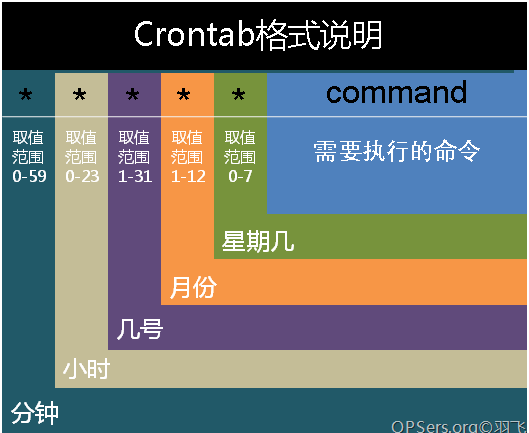 Crontab格式说明
* * * * * command
取值范围0-59
取值范围0-23
取值范围1-31
取值范围1-12
取值范围0-7
需要执行的命令
星期几
月份
几号
小时
分钟
OPSers.org©羽飞